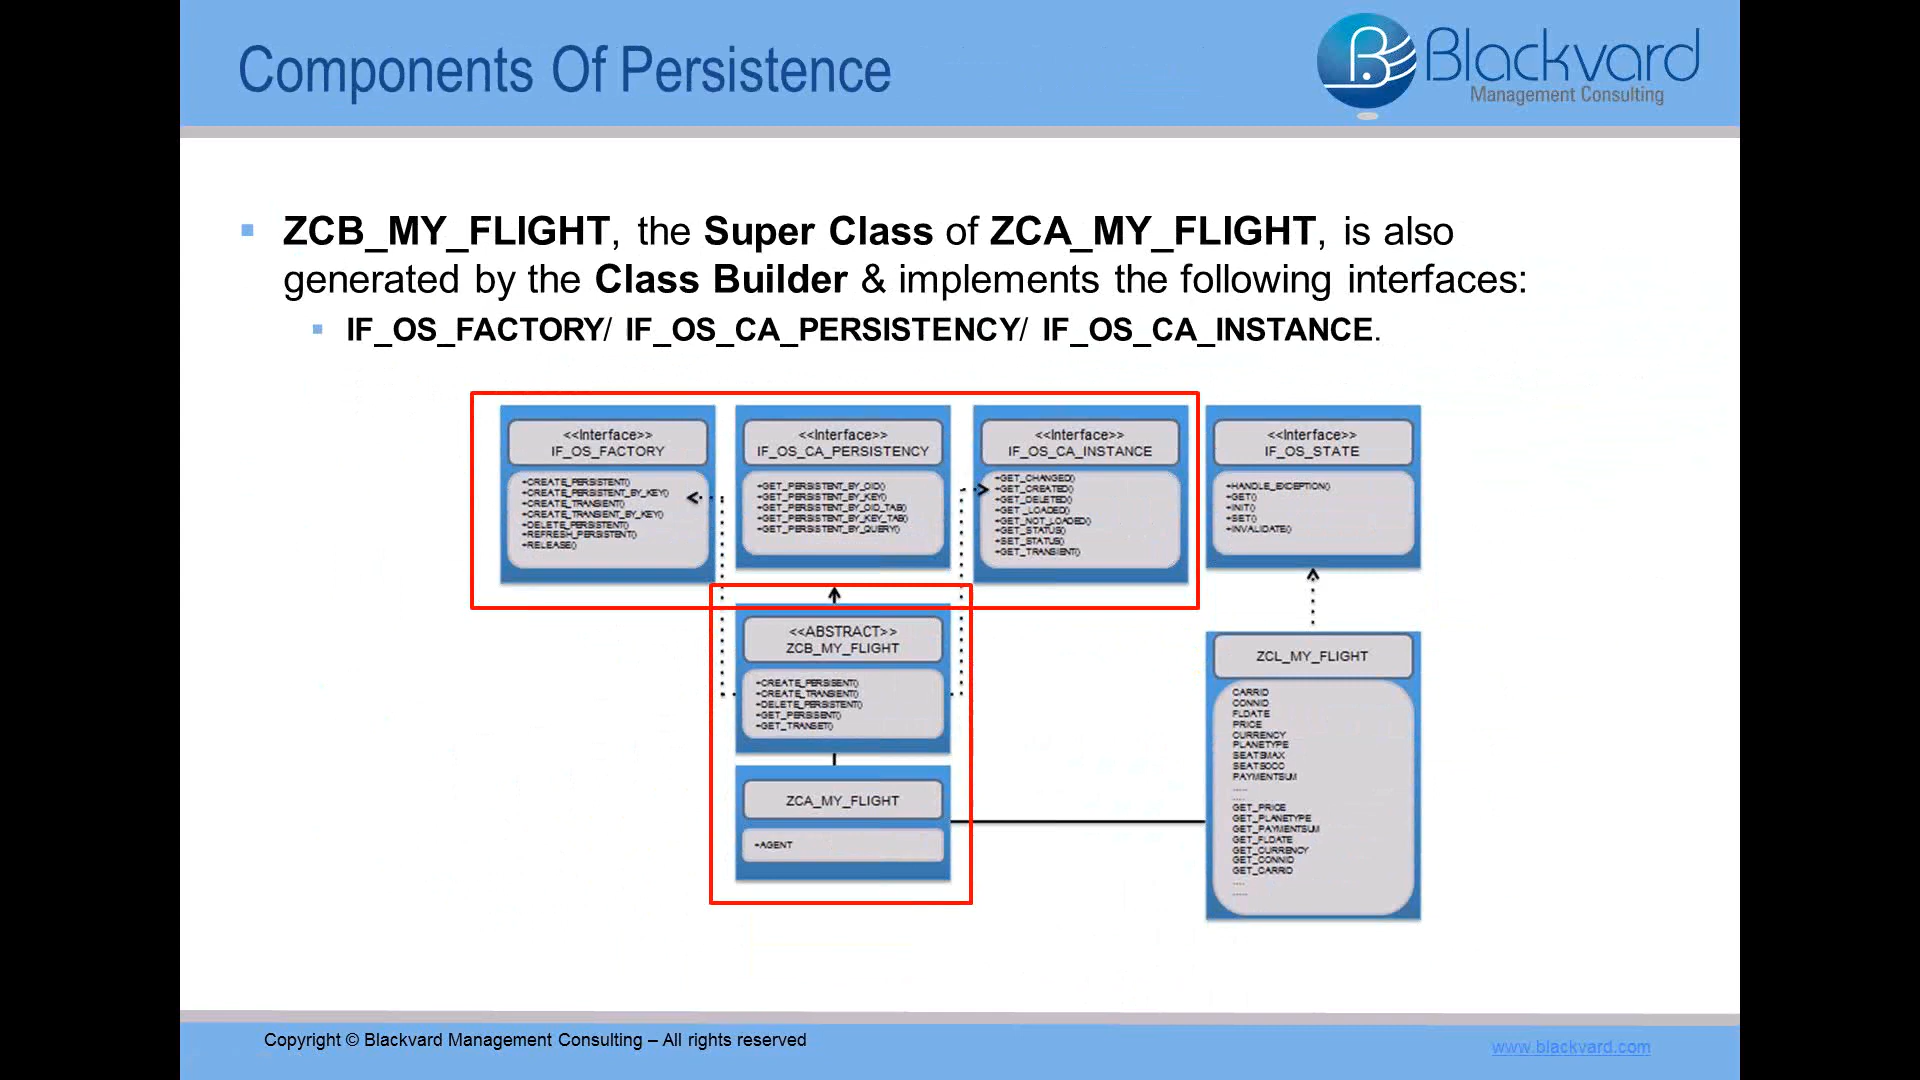 Components Of Persistence
Blackvard
Management Consulting
ZCB_MY_FLIGHT, the Super Class of ZCA_MY_FLIGHT, is also
generated by the Class Builder & implements the following interfaces:
IF_OS_FACTORY/ IF_OS_CA_PERSISTENCY/ IF_OS_CA_INSTANCE.
<<Interface>>
IF_OS_FACTORY
+CREATE_PERSISTENT()
+CREATE_PERSISTENT_BY_KEY()
+CREATE_TRANSIENT()
+CREATE_TRANSIENT_BY_KEY()
+DELETE_PERSISTENT()
+REFRESH_PERSISTENT()
+RELEASE()
<<Interface>>
IF_OS_CA_PERSISTENCY
+GET_PERSISTENT_BY_OID()
+GET_PERSISTENT_BY_KEY()
+GET_PERSISTENT_BY_OID_TAB()
+GET_PERSISTENT_BY_KEY_TAB()
+GET_PERSISTENT_BY_QUERY()
<<Interface>>
IF_OS_CA_INSTANCE
+GET_CHANGED()
+GET_CREATED()
+GET_DELETED()
+GET_LOADED()
+GET_NOT_LOADED()
+GET_STATUS()
+SET_STATUS()
+GET_TRANSIENT()
<<Interface>>
IF_OS_STATE
+HANDLE_EXCEPTION()
+GET()
+INIT()
+SET()
+INVALIDATE()
<<ABSTRACT>>
ZCB_MY_FLIGHT
+CREATE_PERSISENT()
+CREATE_TRANSIENT()
+DELETE_PERSISTENT()
+GET_PERSISENT()
+GET_TRANSET()
ZCA_MY_FLIGHT
+AGENT
ZCL_MY_FLIGHT
CARRID
CONNID
FLDATE
PRICE
CURRENCY
PLANETYPE
SEATSMAX
SEATSOCC
PAYMENTSUM
.....
....
GET_PRICE
GET_PLANETYPE
GET_PAYMENTSUM
GET_FLDATE
GET_CURRENCY
GET_CONNID
GET_CARRID
....
.....
Copyright © Blackvard Management Consulting – All rights reserved
www.blackvard.com